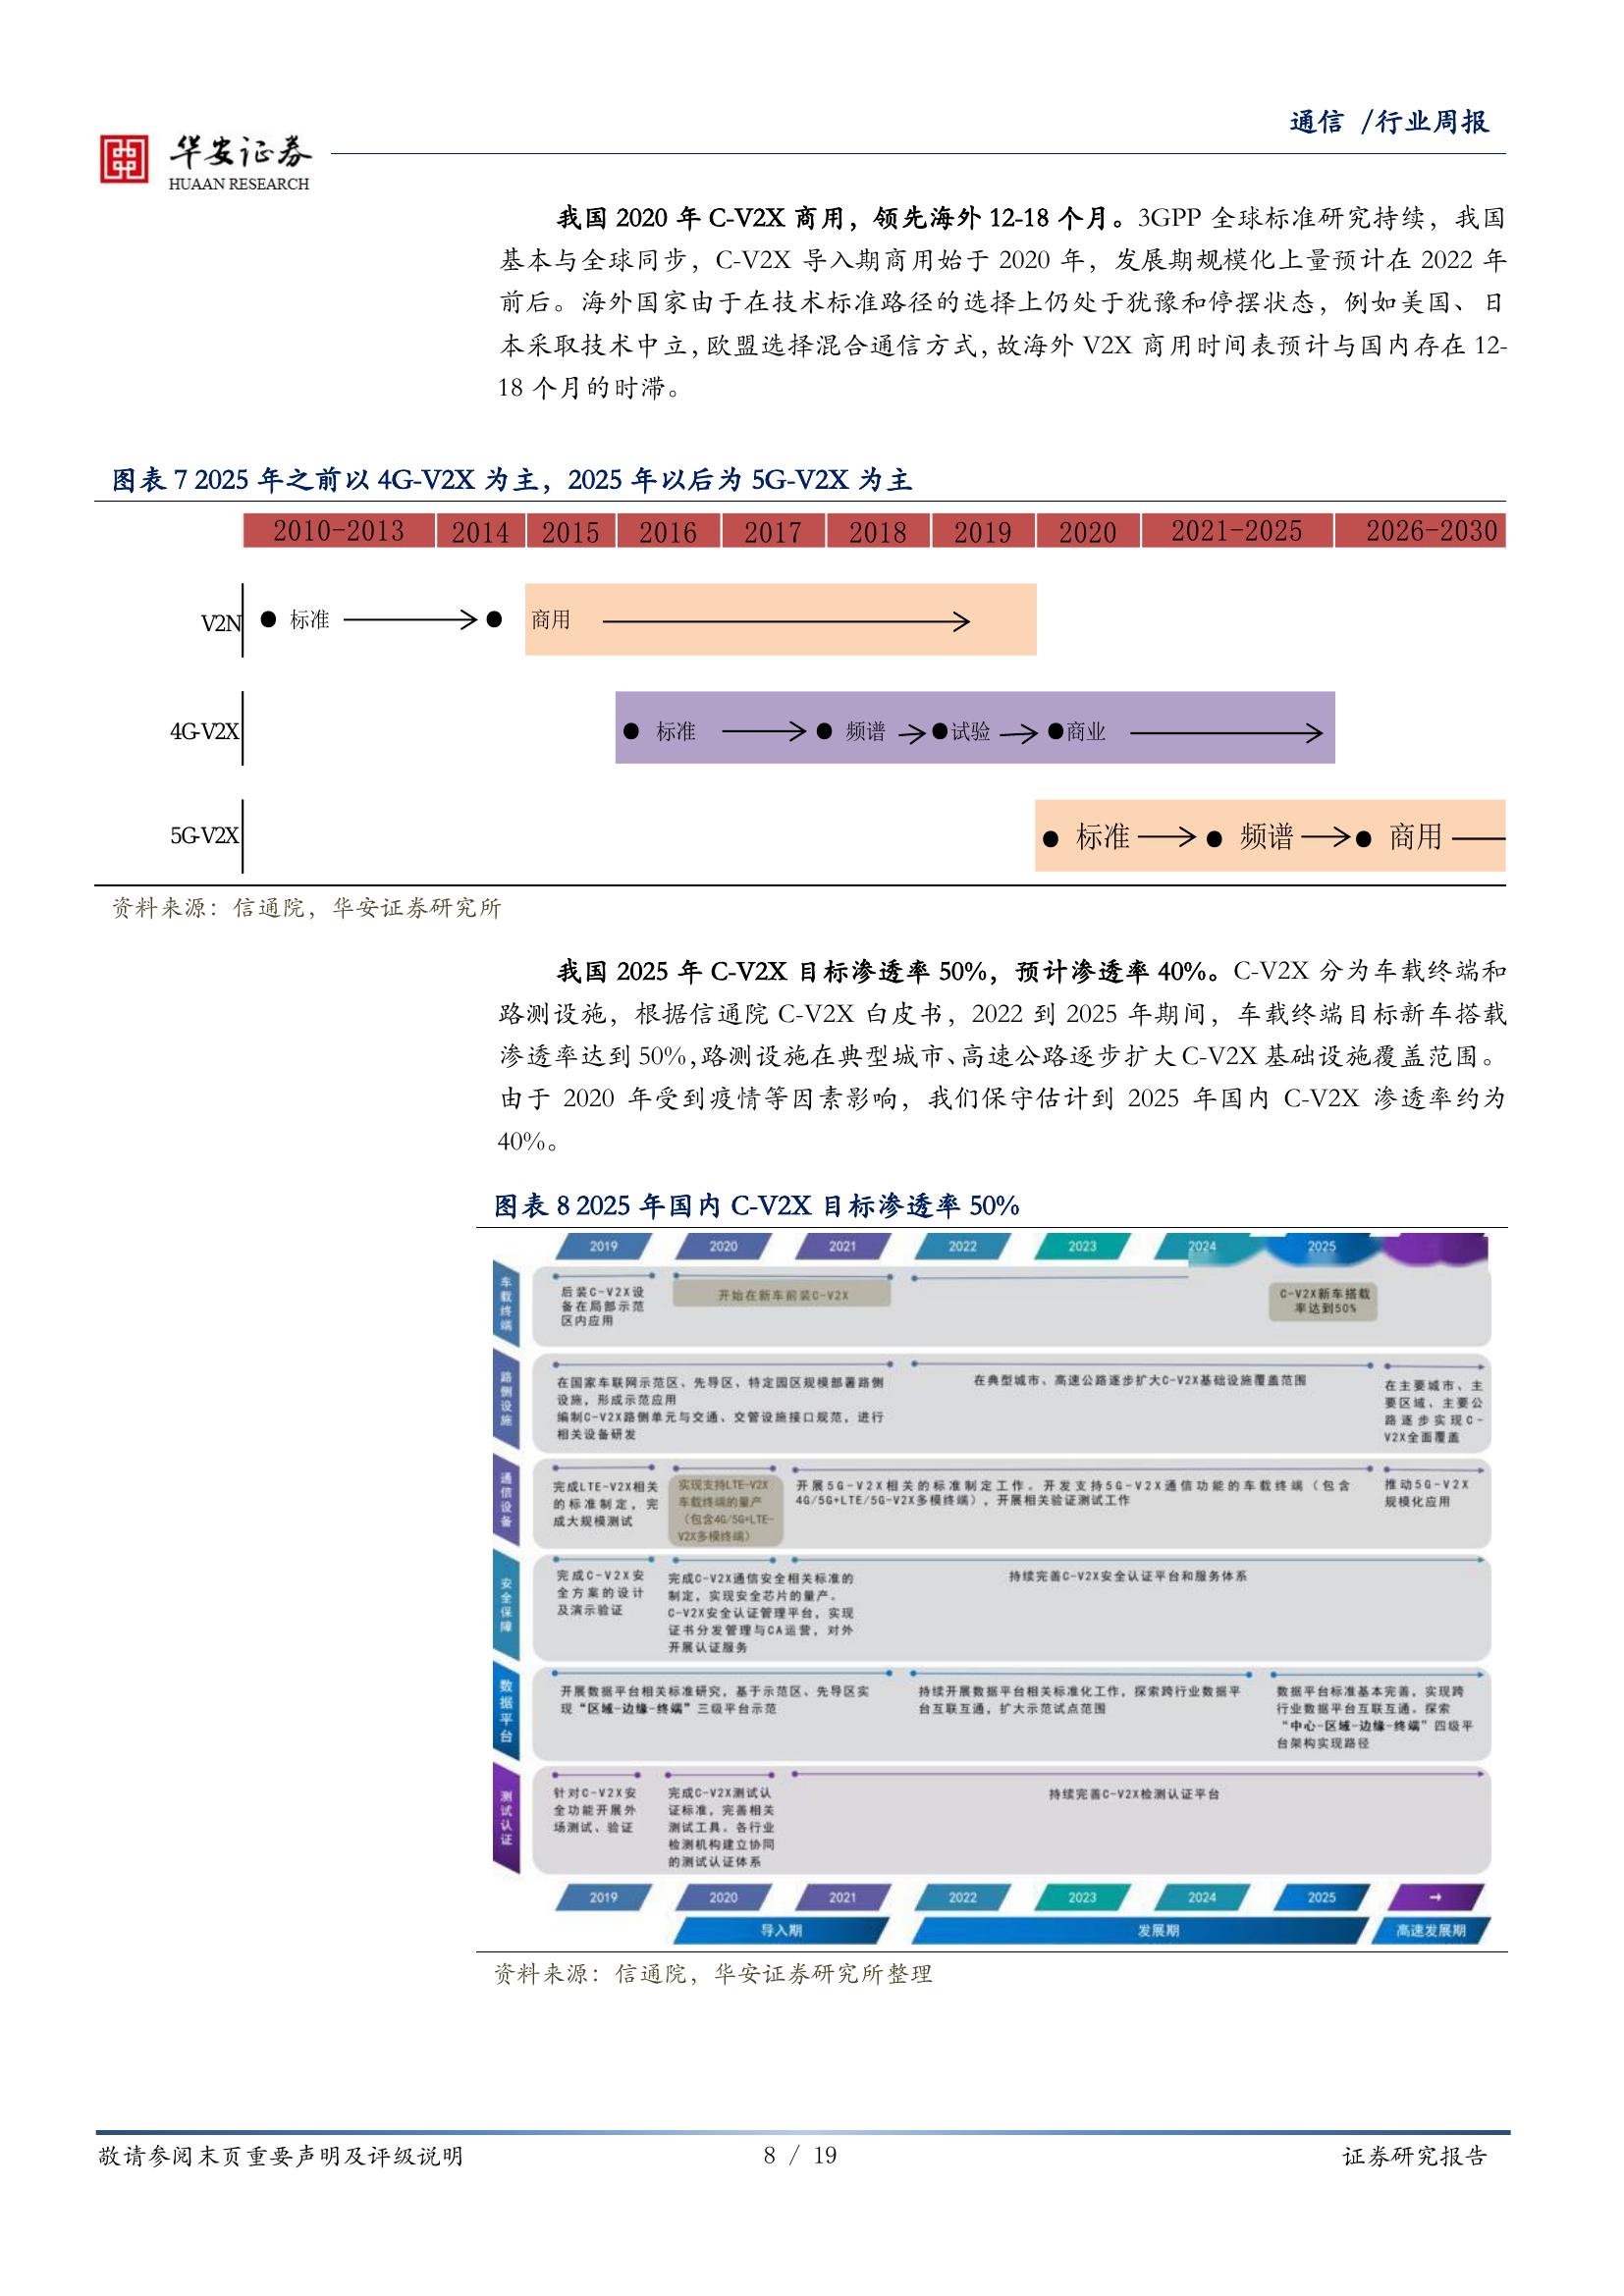 通信 /行业周报
华安证券
HUAAN RESEARCH
我国 2020 年 C-V2X 商用，领先海外 12-18 个月。3GPP 全球标准研究持续，我国
基本与全球同步，C-V2X 导入期商用始于 2020 年，发展期规模化上量预计在 2022 年
前后。海外国家由于在技术标准路径的选择上仍处于犹豫和停摆状态，例如美国、日
本采取技术中立，欧盟选择混合通信方式，故海外 V2X 商用时间表预计与国内存在 12-
18 个月的时滞。
图表 7 2025 年之前以 4G-V2X 为主，2025 年以后为 5G-V2X 为主
2010-2013 2014 2015 2016 2017 2018 2019 2020 2021-2025 2026-2030
V2N 标准 商用
4G-V2X 标准 频谱 试验 商业
5G-V2X 标准 频谱 商用
资料来源：信通院，华安证券研究所
我国 2025 年 C-V2X 目标渗透率 50%，预计渗透率 40%。C-V2X 分为车载终端和
路测设施，根据信通院 C-V2X 白皮书，2022 到 2025 年期间，车载终端目标新车搭载
渗透率达到 50%，路测设施在典型城市、高速公路逐步扩大 C-V2X 基础设施覆盖范围。
由于 2020 年受到疫情等因素影响，我们保守估计到 2025 年国内 C-V2X 渗透率约为
40%。
图表 8 2025 年国内 C-V2X 目标渗透率 50%
2019 2020 2021 2022 2023 2024 2025
车载终端
后装C-V2X设
备在局部示范
区内应用
开始在新车前装C-V2X
C-V2X新车搭载
率达到50%
路侧设施
在国家车联网示范区、先导区、特定园区规模部署路侧
设施，形成示范应用
编制C-V2X路侧单元与交通、交管设施接口规范，进行
相关设备研发
在典型城市、高速公路逐步扩大C-V2X基础设施覆盖范围
在主要城市、主
要区域、主要公
路逐步实现C-
V2X全面覆盖
通信设备
完成LTE-V2X相关
的标准制定，完
成大规模测试
实现支持LTE-V2X
车载终端的量产
（包含4G/5G+LTE-
V2X多模终端）
开展5G-V2X相关的标准制定工作。开发支持5G-V2X通信功能的车载终端（包含
4G/5G+LTE/5G-V2X多模终端），开展相关验证测试工作
推动5G-V2X
规模化应用
安全保障
完成C-V2X安
全方案的设计
及演示验证
完成C-V2X通信安全相关标准的
制定，实现安全芯片的量产。
C-V2X安全认证管理平台，实现
证书分发管理与CA运营，对外
开展认证服务
持续完善C-V2X安全认证平台和服务体系
数据平台
开展数据平台相关标准研究，基于示范区、先导区实
现“区域-边缘-终端”三级平台示范
持续开展数据平台相关标准化工作，探索跨行业数据平
台互联互通，扩大示范试点范围
数据平台标准基本完善，实现跨
行业数据平台互联互通。探索
“中心-区域-边缘-终端”四级平
台架构实现路径
测试认证
针对C-V2X安
全功能开展外
场测试、验证
完成C-V2X测试认
证标准，完善相关
测试工具。各行业
检测机构建立协同
的测试认证体系
持续完善C-V2X检测认证平台
2019 2020 2021 2022 2023 2024 2025 →
导入期 发展期 高速发展期
资料来源：信通院，华安证券研究所整理
敬请参阅末页重要声明及评级说明 8 / 19 证券研究报告